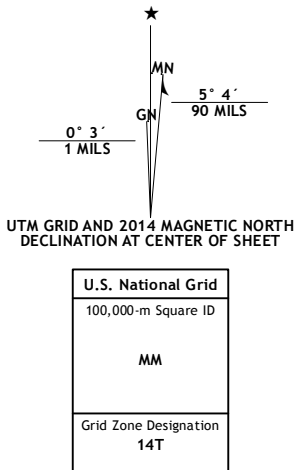 ★
MN
5° 4´
90 MILS
GN
0° 3´
1 MILS
UTM GRID AND 2014 MAGNETIC NORTH
DECLINATION AT CENTER OF SHEET
U.S. National Grid
100,000-m Square ID
MM
Grid Zone Designation
14T